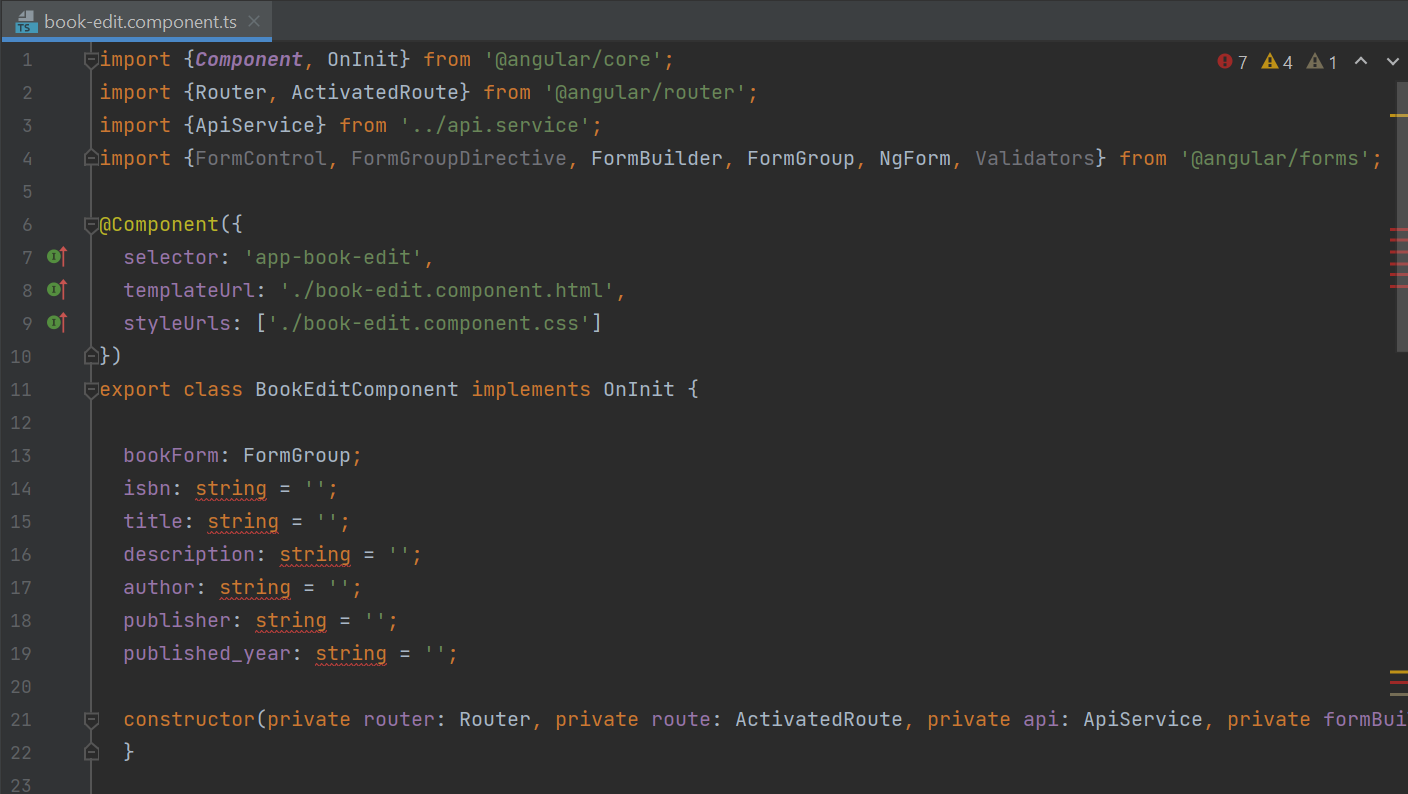 book-edit.component.ts
7 4 1
1 import {Component, OnInit} from '@angular/core';
2 import {Router, ActivatedRoute} from '@angular/router';
3 import {ApiService} from '../api.service';
4 import {FormControl, FormGroupDirective, FormBuilder, FormGroup, NgForm, Validators} from '@angular/forms';
5
6 @Component({
7   selector: 'app-book-edit',
8   templateUrl: './book-edit.component.html',
9   styleUrls: ['./book-edit.component.css']
10 })
11 export class BookEditComponent implements OnInit {
12
13   bookForm: FormGroup;
14   isbn: string = '';
15   title: string = '';
16   description: string = '';
17   author: string = '';
18   publisher: string = '';
19   published_year: string = '';
20
21   constructor(private router: Router, private route: ActivatedRoute, private api: ApiService, private formBui
22   }
23